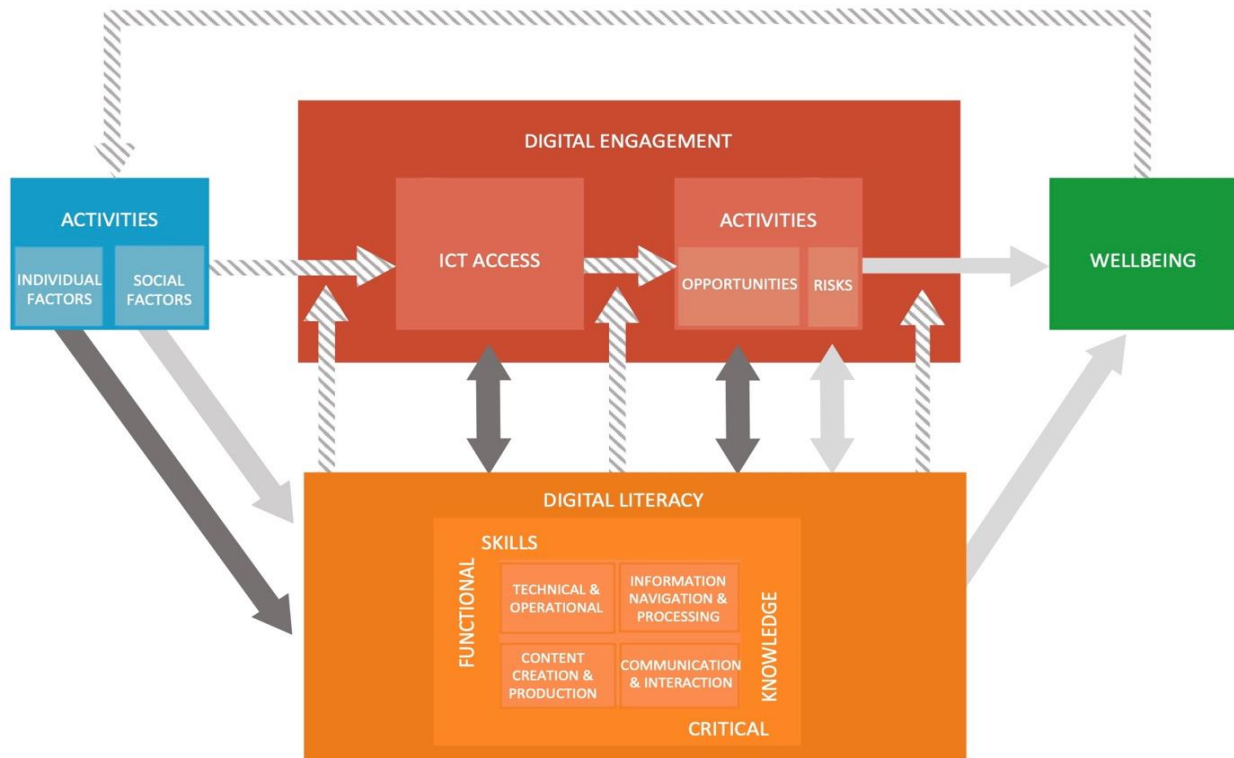 DIGITAL ENGAGEMENT
ACTIVITIES
INDIVIDUAL
FACTORS
SOCIAL
FACTORS
ICT ACCESS
ACTIVITIES
OPPORTUNITIES
RISKS
WELLBEING
DIGITAL LITERACY
SKILLS
FUNCTIONAL
TECHNICAL &
OPERATIONAL
INFORMATION
NAVIGATION &
PROCESSING
CONTENT
CREATION &
PRODUCTION
COMMUNICATION
& INTERACTION
KNOWLEDGE
CRITICAL